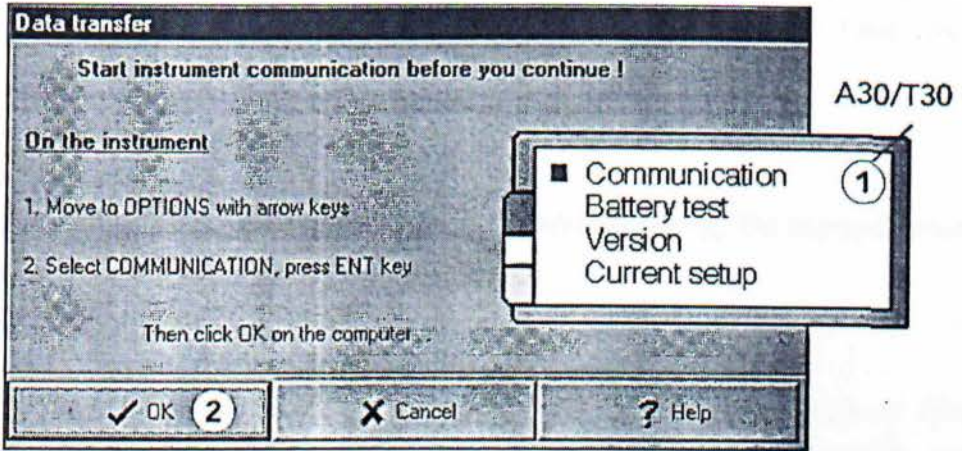 Data transfer
Start instrument communication before you continue !
A30/T30
On the instrument
1. Move to OPTIONS with arrow keys
2. Select COMMUNICATION, press ENT key
Then click OK on the computer...
Communication
1
Battery test
Version
Current setup
OK
2
Cancel
? Help